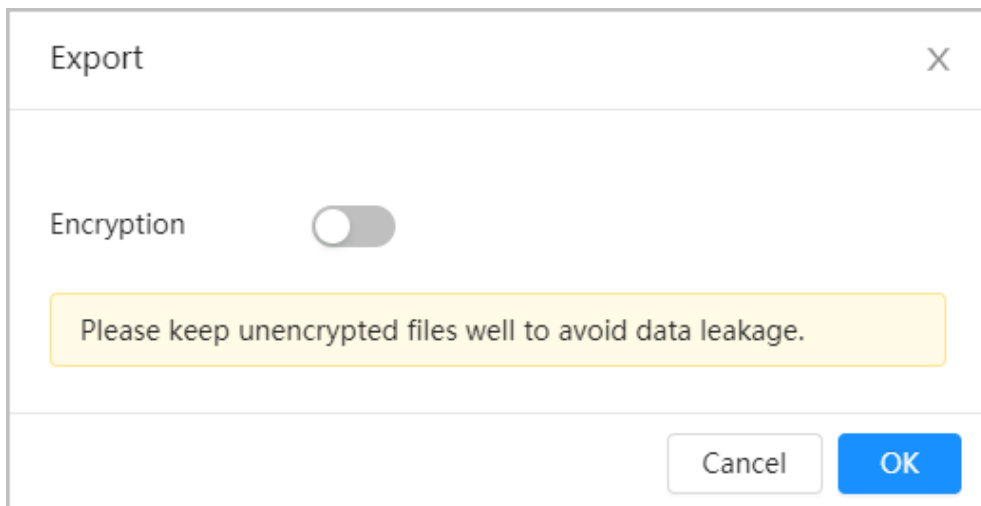 Export
Encryption
Please keep unencrypted files well to avoid data leakage.
Cancel OK